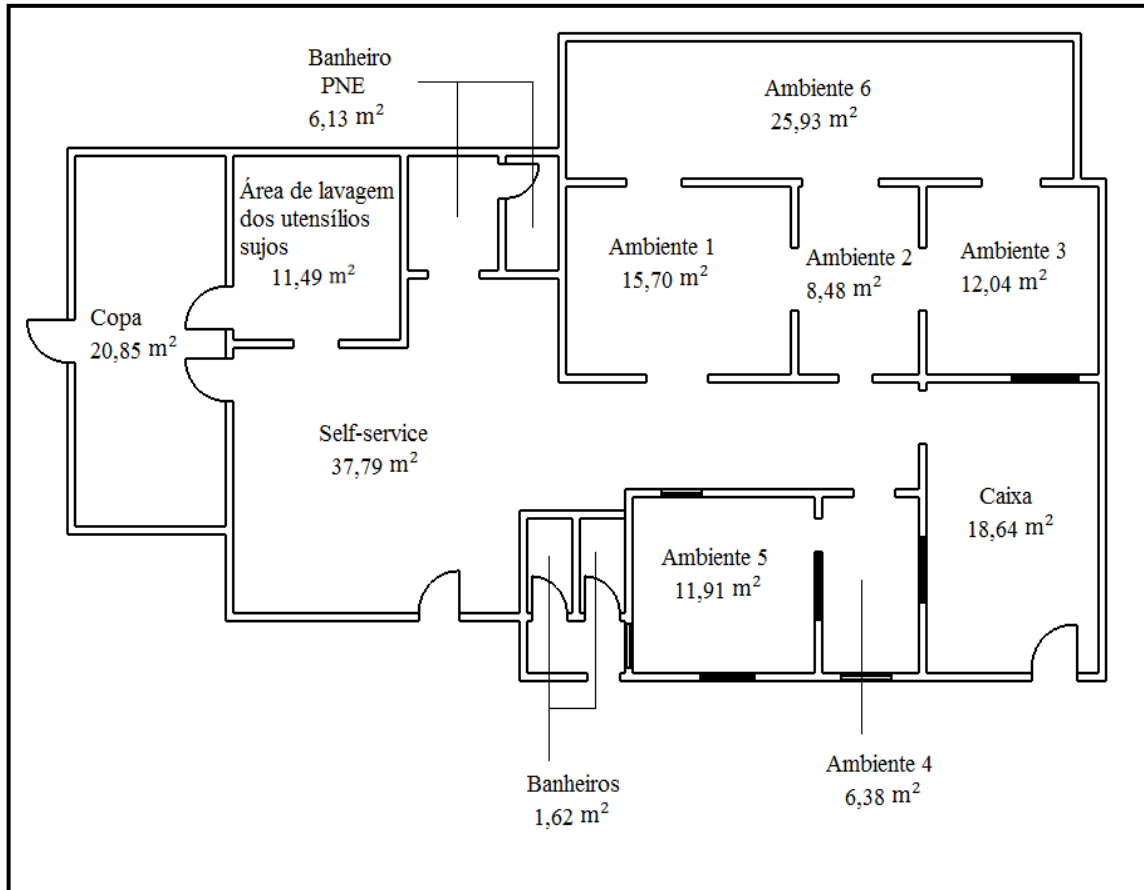 Banheiro
PNE
6,13 m²
Ambiente 6
25,93 m²
Área de lavagem
dos utensílios
sujos
11,49 m²
Ambiente 1
15,70 m²
Ambiente 2
8,48 m²
Ambiente 3
12,04 m²
Copa
20,85 m²
Self-service
37,79 m²
Caixa
18,64 m²
Ambiente 5
11,91 m²
Ambiente 4
6,38 m²
Banheiros
1,62 m²